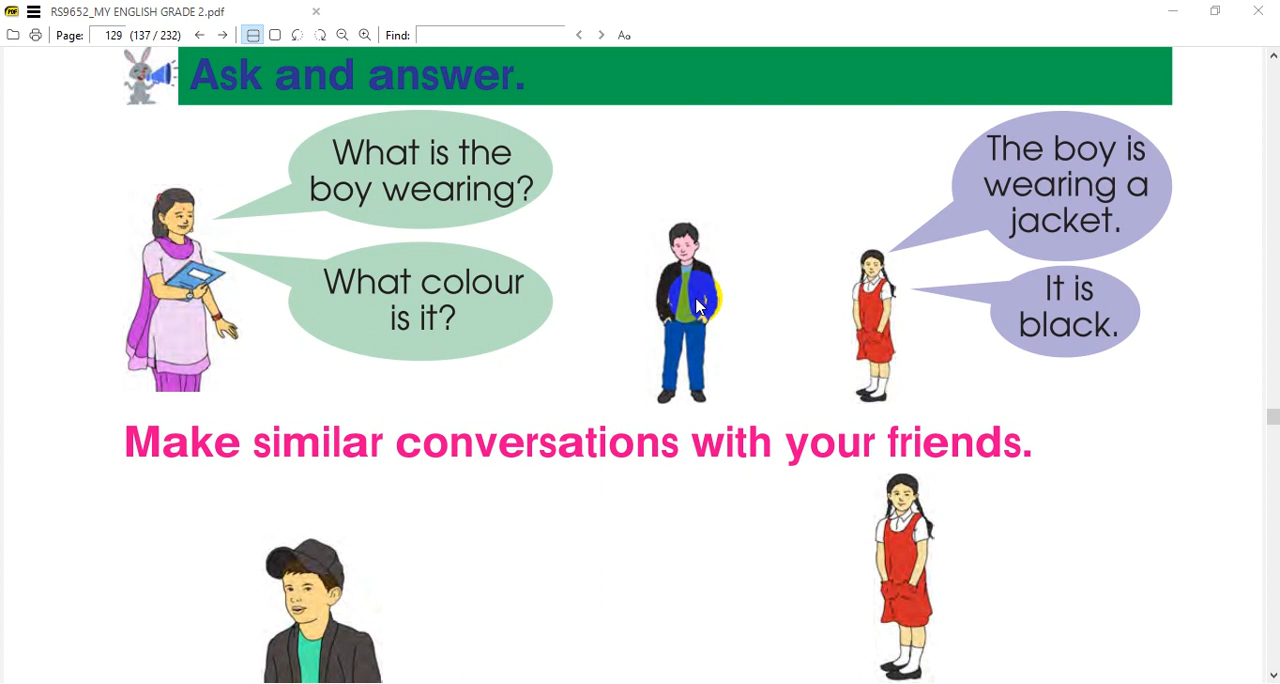 RS9652_MY ENGLISH GRADE 2.pdf
Page: 129 (137 / 232) Find: Aa
Ask and answer.
What is the
boy wearing?
What colour
is it?
The boy is
wearing a
jacket.
It is
black.
Make similar conversations with your friends.